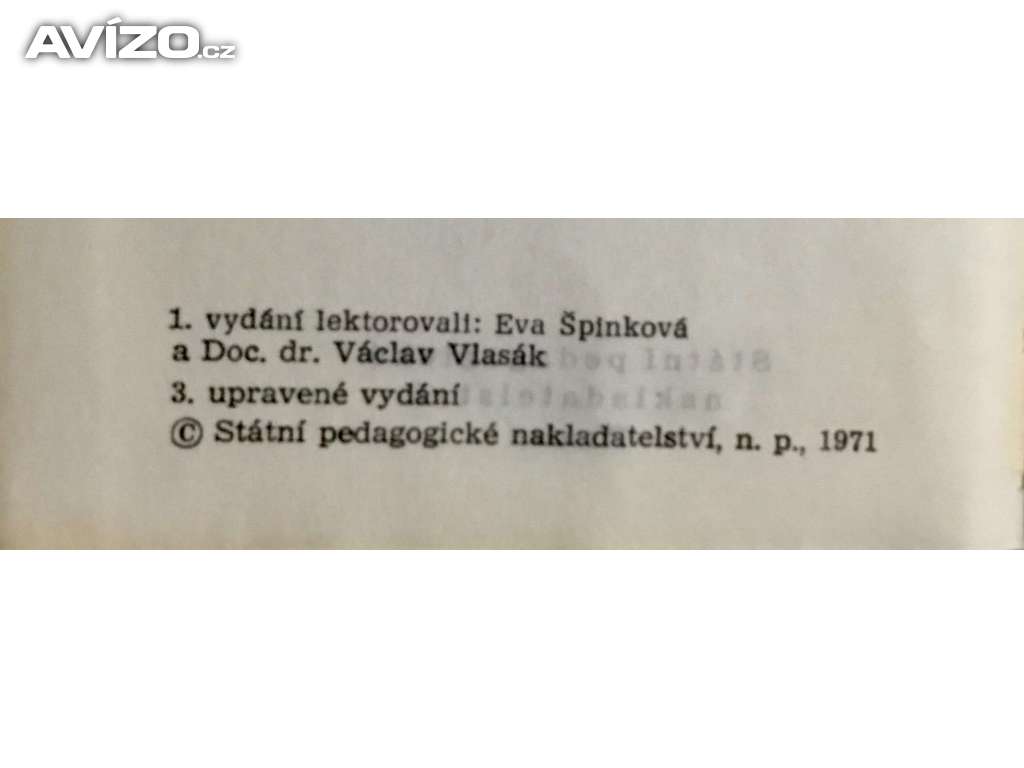 AVÍZO.cz
1. vydání lektorovali: Eva Špinková
a Doc. dr. Václav Vlasák
3. upravené vydání
© Státní pedagogické nakladatelství, n. p., 1971